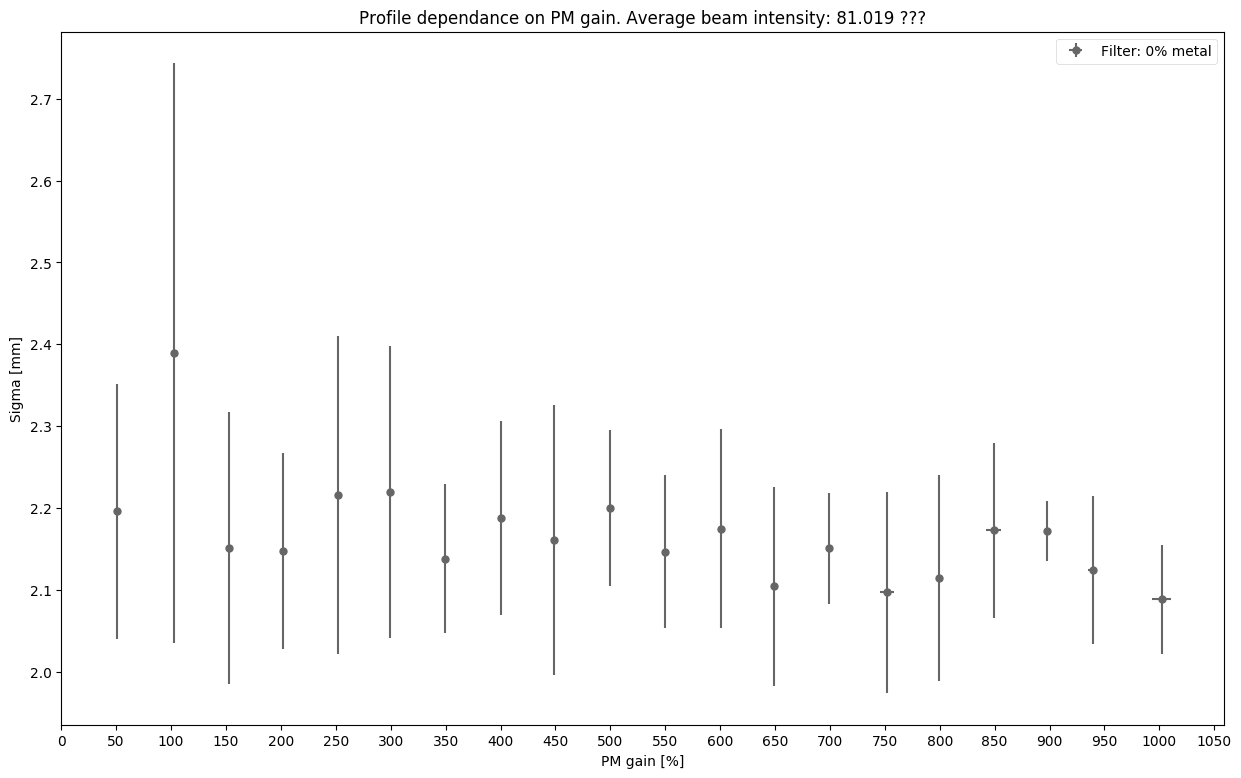 Profile dependance on PM gain. Average beam intensity: 81.019 ???
Filter: 0% metal
2.7
2.6
2.5
2.4
2.3
2.2
2.1
2.0
Sigma [mm]
0 50 100 150 200 250 300 350 400 450 500 550 600 650 700 750 800 850 900 950 1000 1050
PM gain [%]